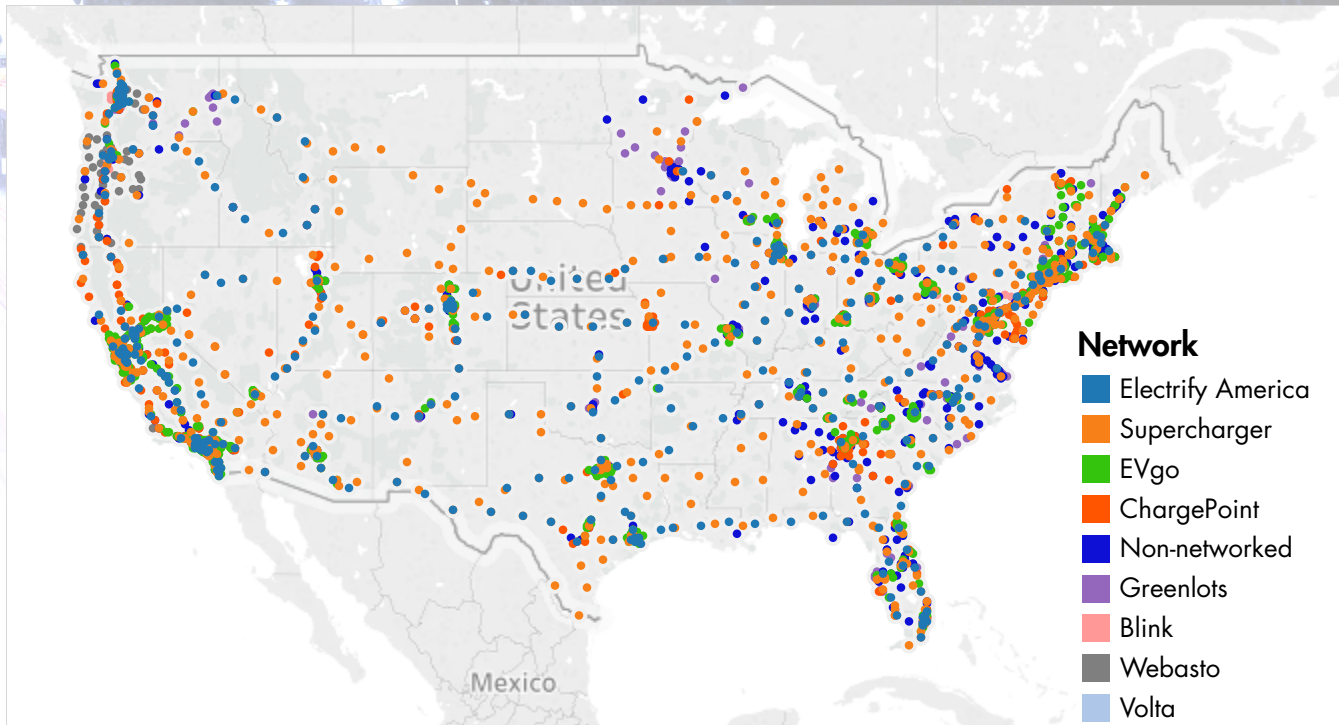 United
States
Mexico
Network
Electrify America
Supercharger
EVgo
ChargePoint
Non-networked
Greenlots
Blink
Webasto
Volta